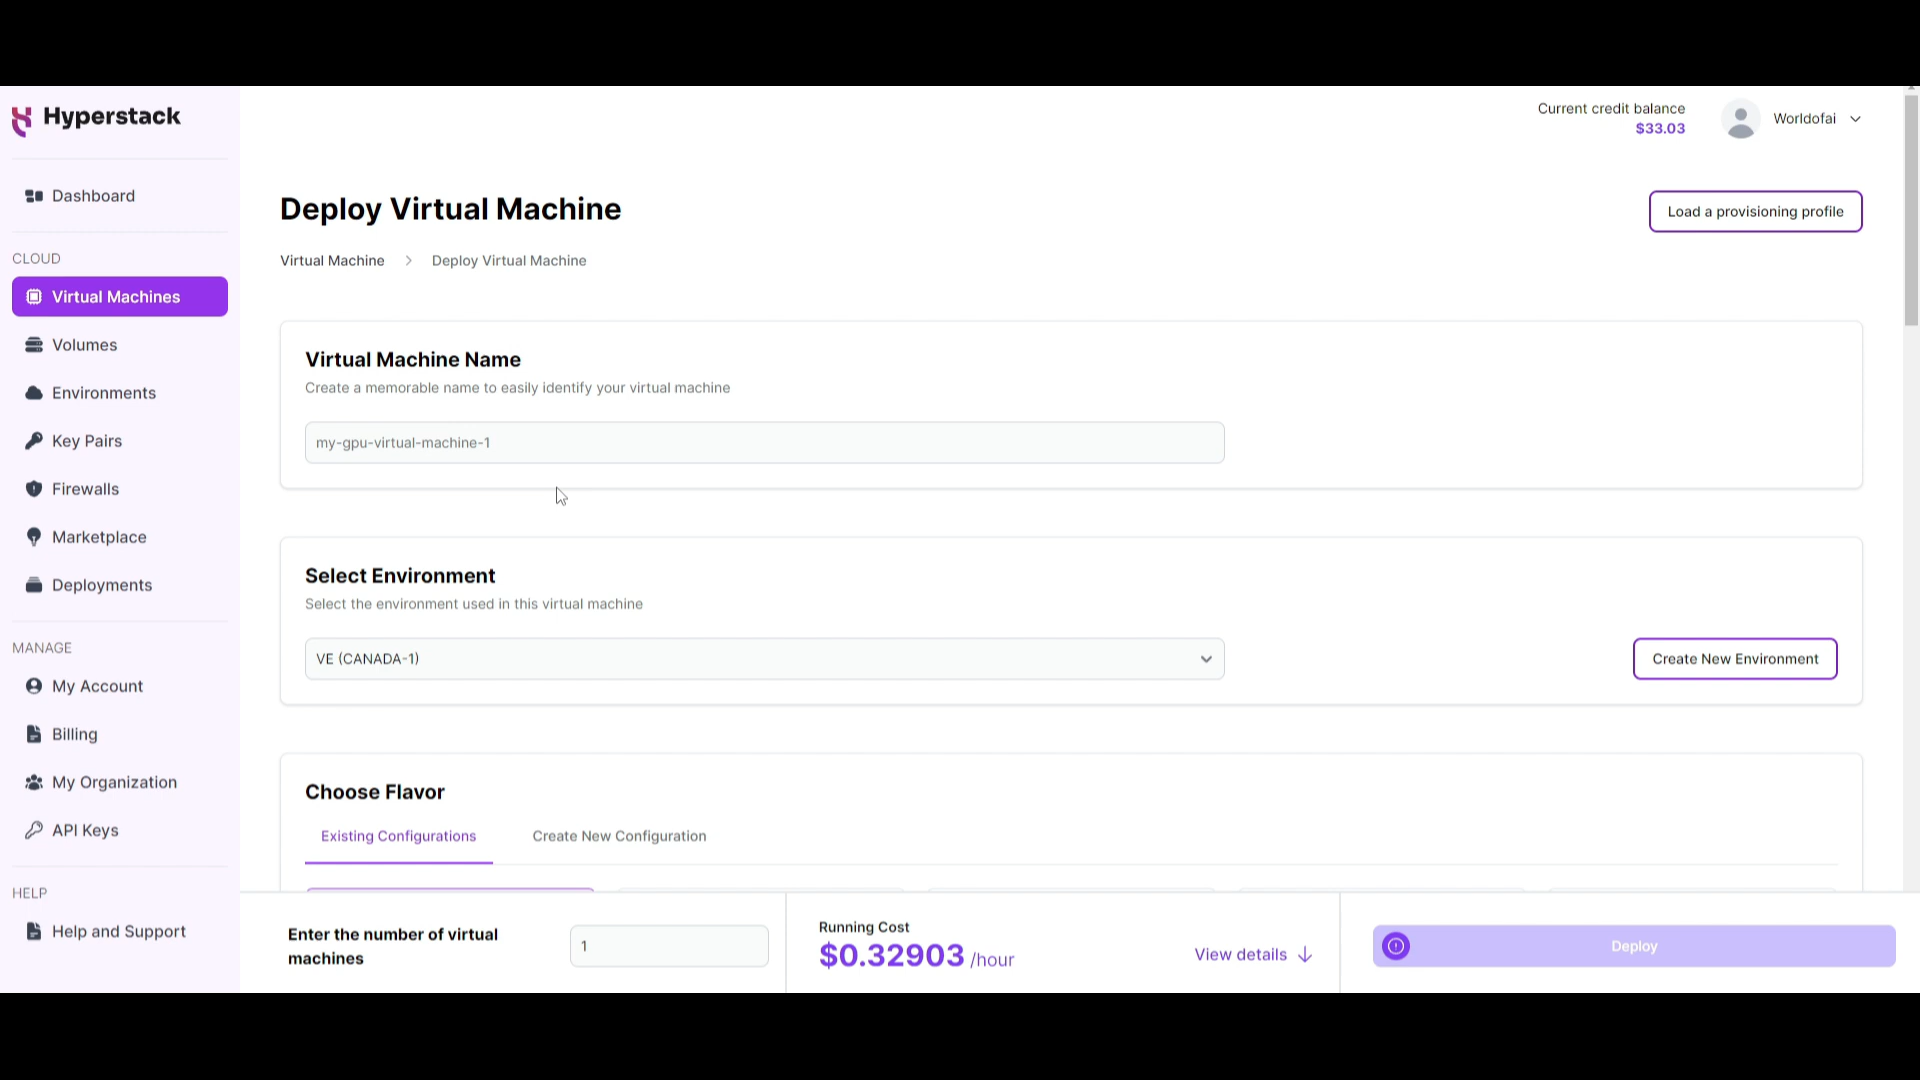 Hyperstack
Current credit balance
$33.03
Worldofai
Dashboard
CLOUD
Virtual Machines
Volumes
Environments
Key Pairs
Firewalls
Marketplace
Deployments
MANAGE
My Account
Billing
My Organization
API Keys
HELP
Help and Support
Deploy Virtual Machine
Load a provisioning profile
Virtual Machine > Deploy Virtual Machine
Virtual Machine Name
Create a memorable name to easily identify your virtual machine
my-gpu-virtual-machine-1
Select Environment
Select the environment used in this virtual machine
VE (CANADA-1)
Create New Environment
Choose Flavor
Existing Configurations
Create New Configuration
Enter the number of virtual
machines
1
Running Cost
$0.32903 /hour
View details
Deploy